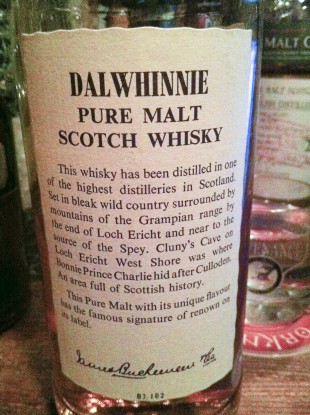 DALWHINNIE
PURE MALT
SCOTCH WHISKY
This whisky has been distilled in one
of the highest distilleries in Scotland.
Set in bleak wild country surrounded by
mountains of the Grampian range by
the end of Loch Ericht and near to the
source of the Spey. Cluny's Cave on
Loch Ericht West Shore was where
Bonnie Prince Charlie hid after Culloden.
An area full of Scottish history.
This Pure Malt with its unique flavour
has the famous signature of renown on
its label.
James Buchanan
MALT